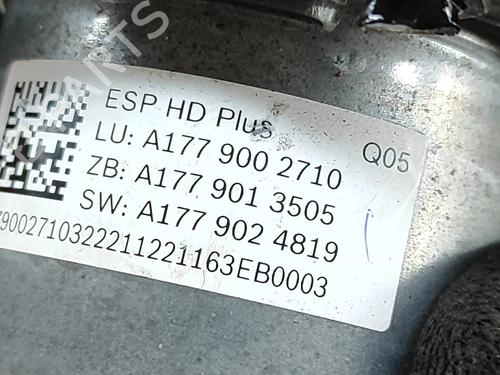 ESP HD Plus
LU: A177 900 2710 Q05
ZB: A177 901 3505
SW: A177 902 4819
9002710322211221163EB0003